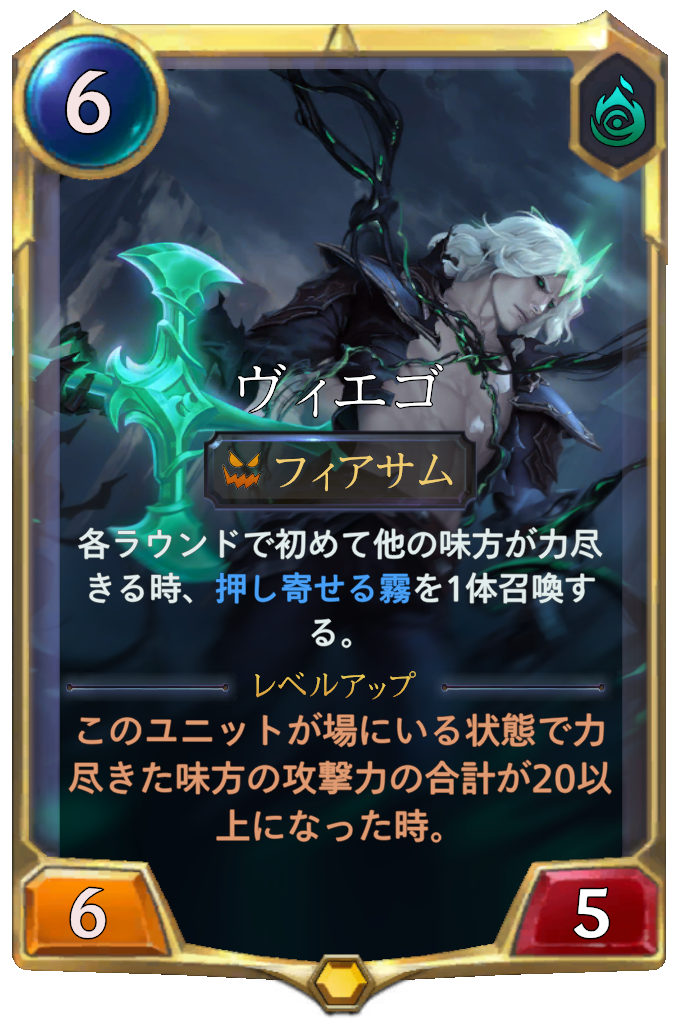 6
ヴィエゴ
フィアサム
各ラウンドで初めて他の味方が力尽
きる時、押し寄せる霧を1体召喚す
る。
レベルアップ
このユニットが場にいる状態で力
尽きた味方の攻撃力の合計が20以
上になった時。
6
5